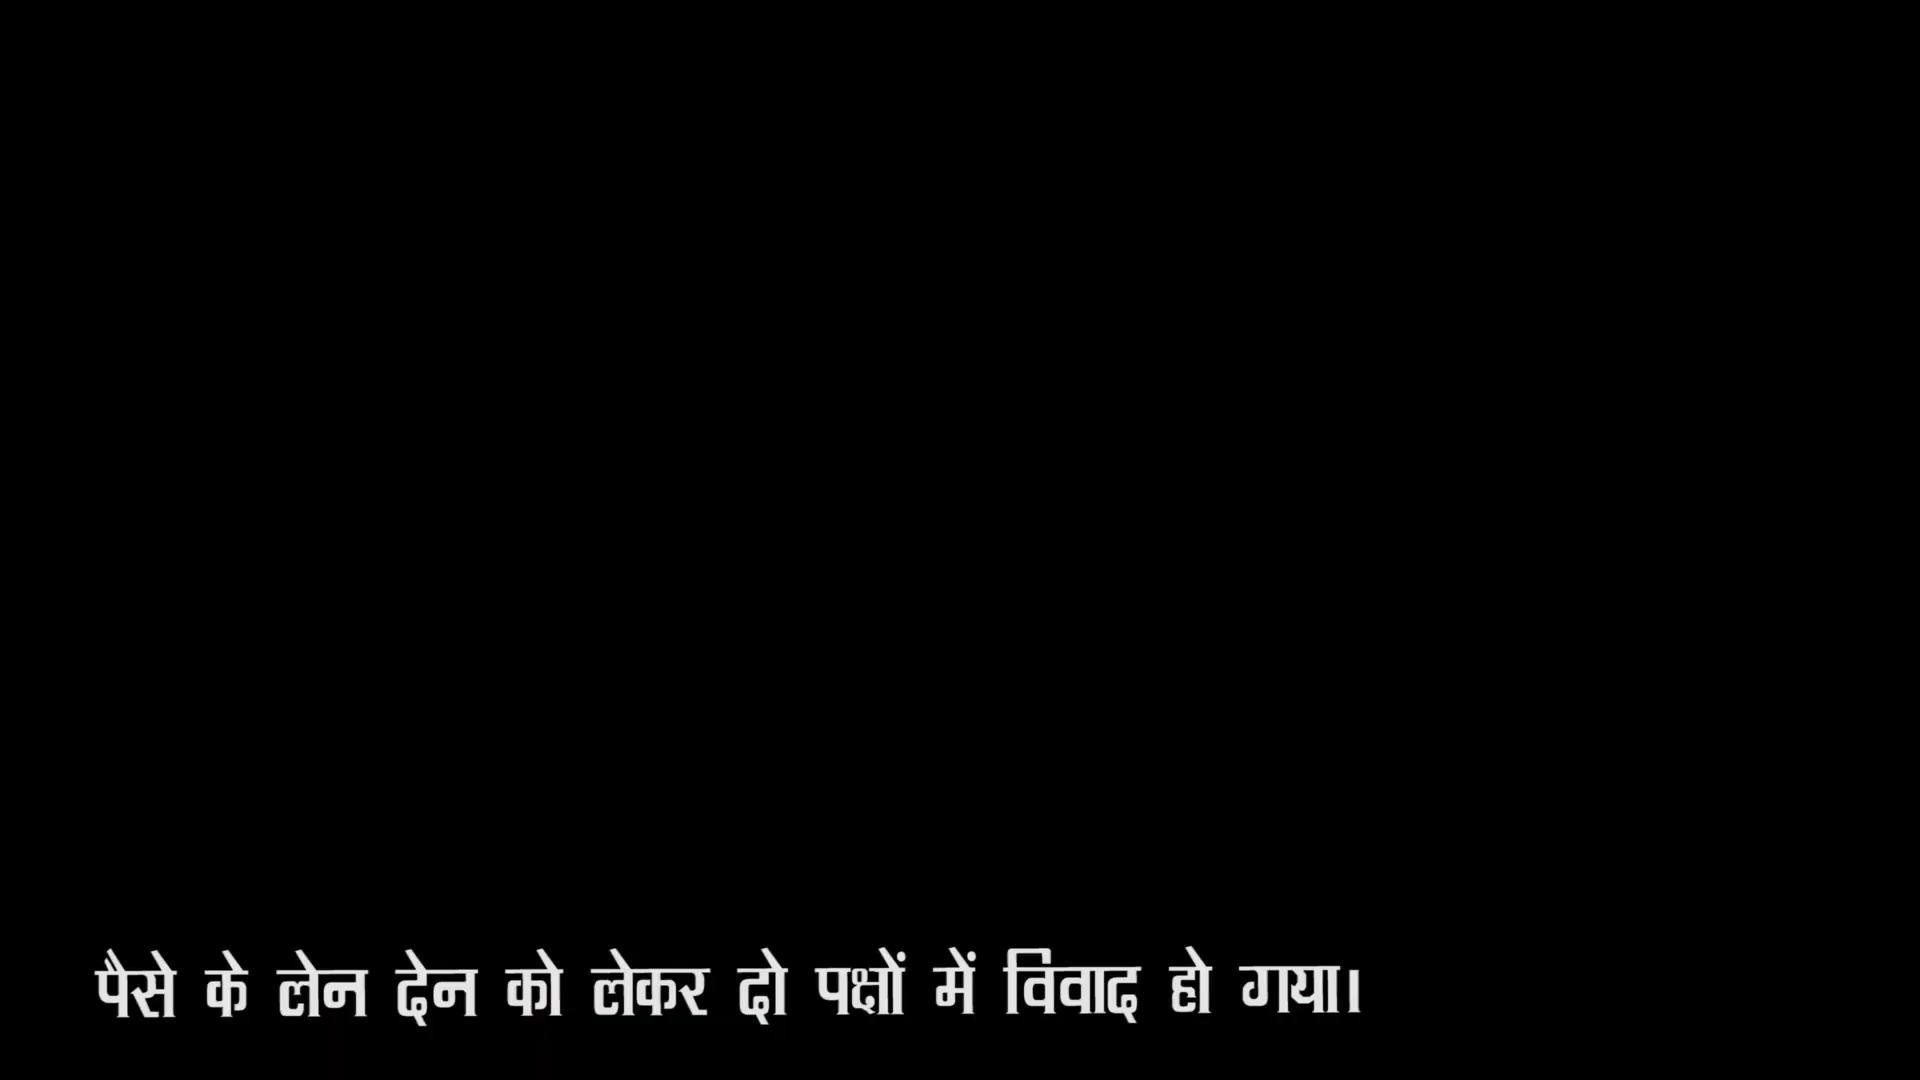 पैसे के लेन देन को लेकर दो पक्षों में विवाद हो गया।